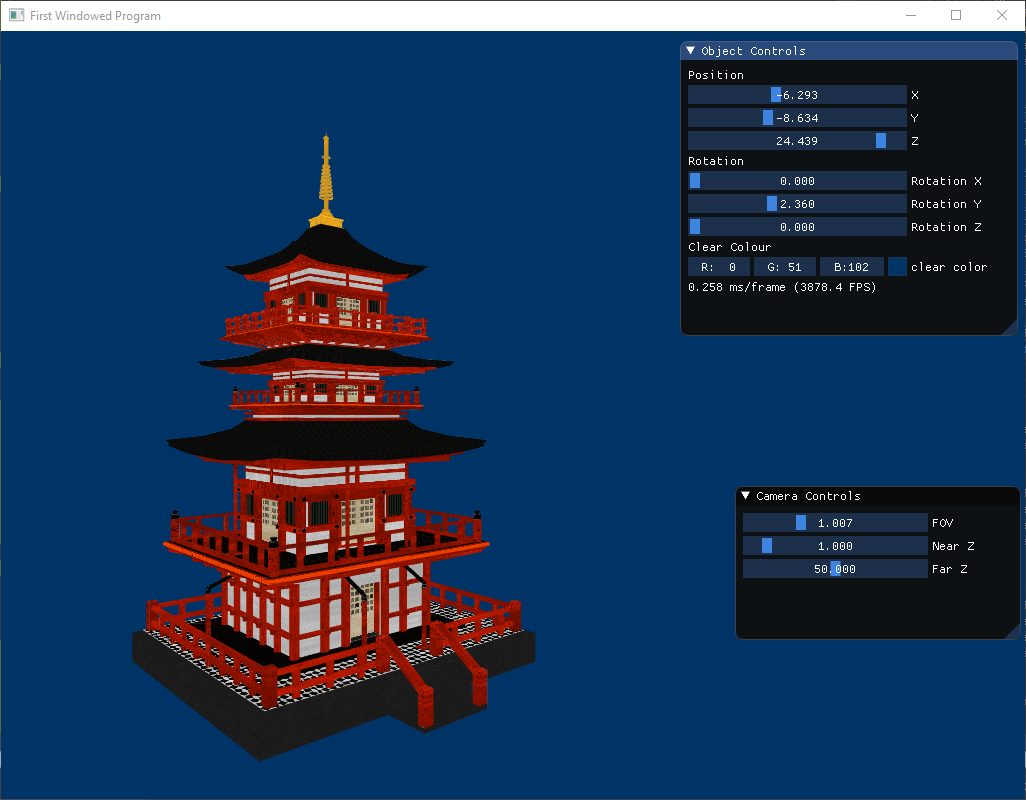 First Windowed Program
Object Controls
Position
-6.293 X
-8.634 Y
24.439 Z
Rotation
0.000 Rotation X
2.360 Rotation Y
0.000 Rotation Z
Clear Colour
R: 0 G: 51 B:102 clear color
0.258 ms/frame (3878.4 FPS)
Camera Controls
1.007 FOV
1.000 Near Z
50.000 Far Z